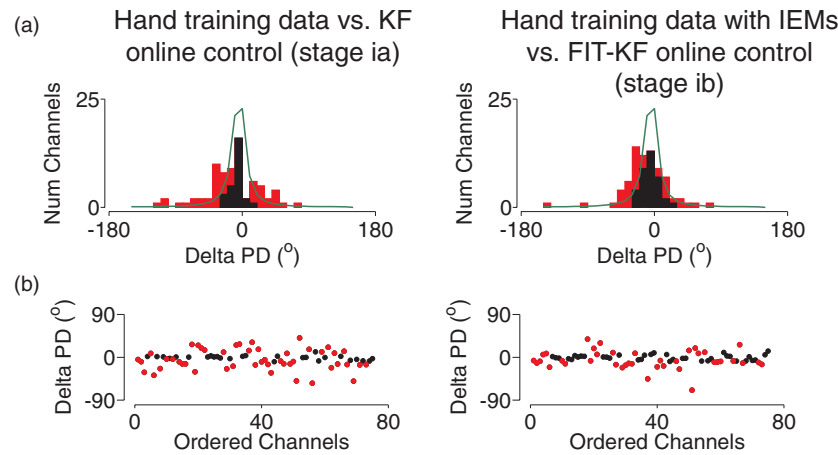 (a)
Hand training data vs. KF
online control (stage ia)
Hand training data with IEMs
vs. FIT-KF online control
(stage ib)
25
Num Channels
0
-180 0 180
Delta PD (o)
25
Num Channels
0
-180 0 180
Delta PD (o)
(b)
90
Delta PD (o)
0
-90
0 40 80
Ordered Channels
90
Delta PD (o)
0
-90
0 40 80
Ordered Channels